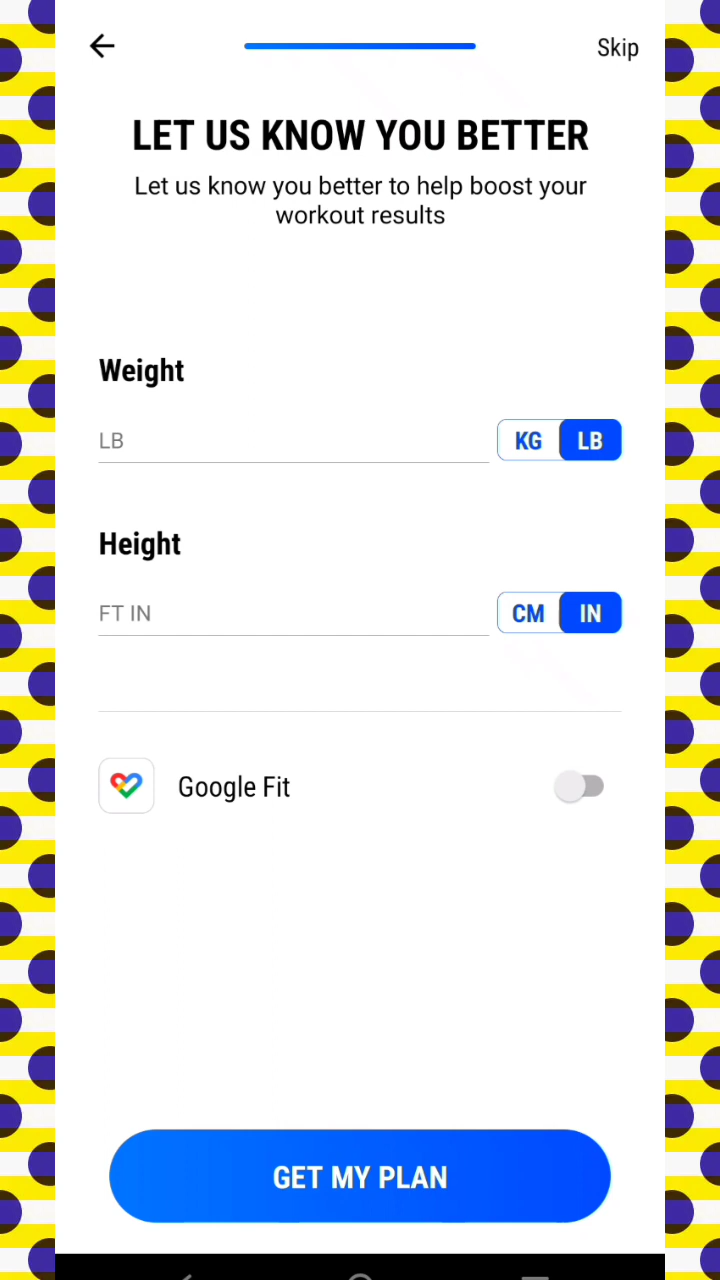 Skip
LET US KNOW YOU BETTER
Let us know you better to help boost your
workout results
Weight
LB
KG
LB
Height
FT IN
CM
IN
Google Fit
GET MY PLAN